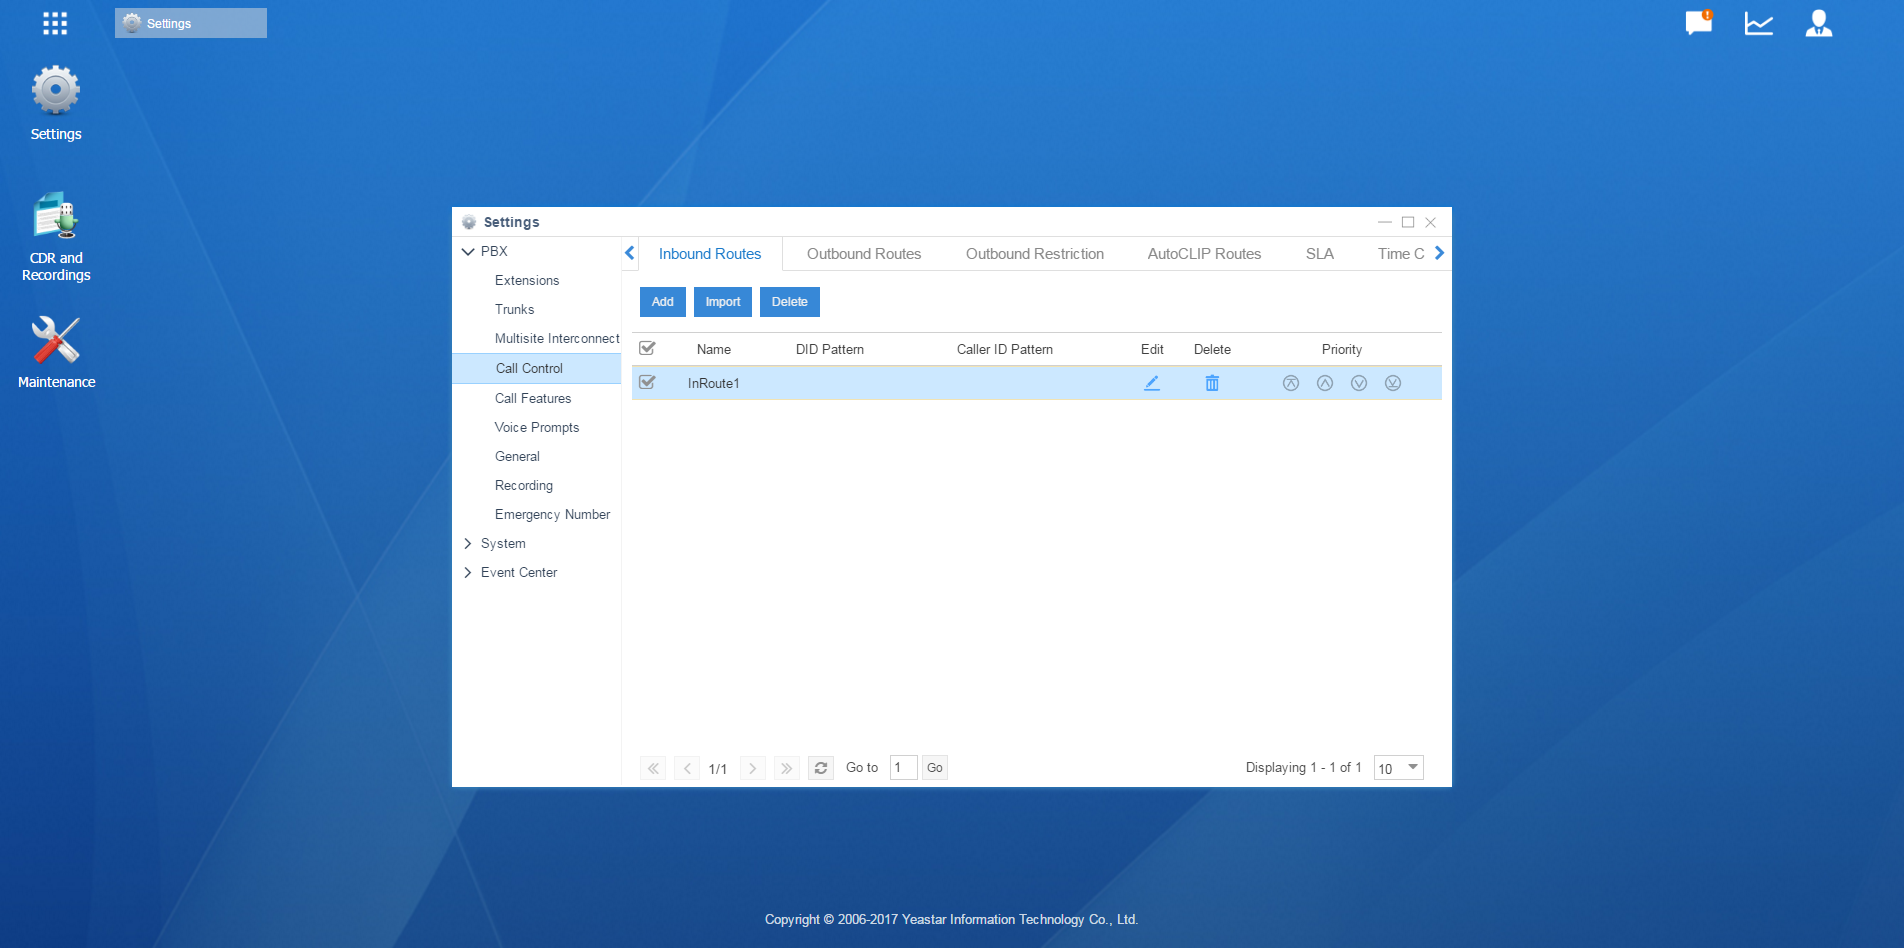 Settings
Settings
CDR and
Recordings
Maintenance
Settings
PBX
Extensions
Trunks
Multisite Interconnect
Call Control
Call Features
Voice Prompts
General
Recording
Emergency Number
System
Event Center
Inbound Routes Outbound Routes Outbound Restriction AutoCLIP Routes SLA Time C
Add Import Delete
Name DID Pattern Caller ID Pattern Edit Delete Priority
InRoute1
1/1 Go to 1 Go Displaying 1 - 1 of 1 10
Copyright © 2006-2017 Yeastar Information Technology Co., Ltd.